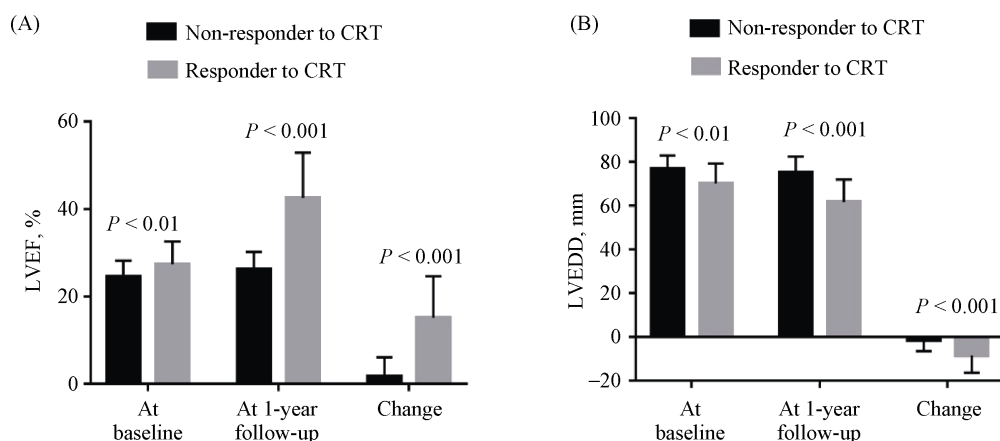 (A)
Non-responder to CRT
Responder to CRT
60
40
20
0
LVEF, %
P < 0.01
P < 0.001
P < 0.001
At baseline
At 1-year follow-up
Change
(B)
Non-responder to CRT
Responder to CRT
100
80
60
40
20
0
−20
LVEDD, mm
P < 0.01
P < 0.001
P < 0.001
At baseline
At 1-year follow-up
Change